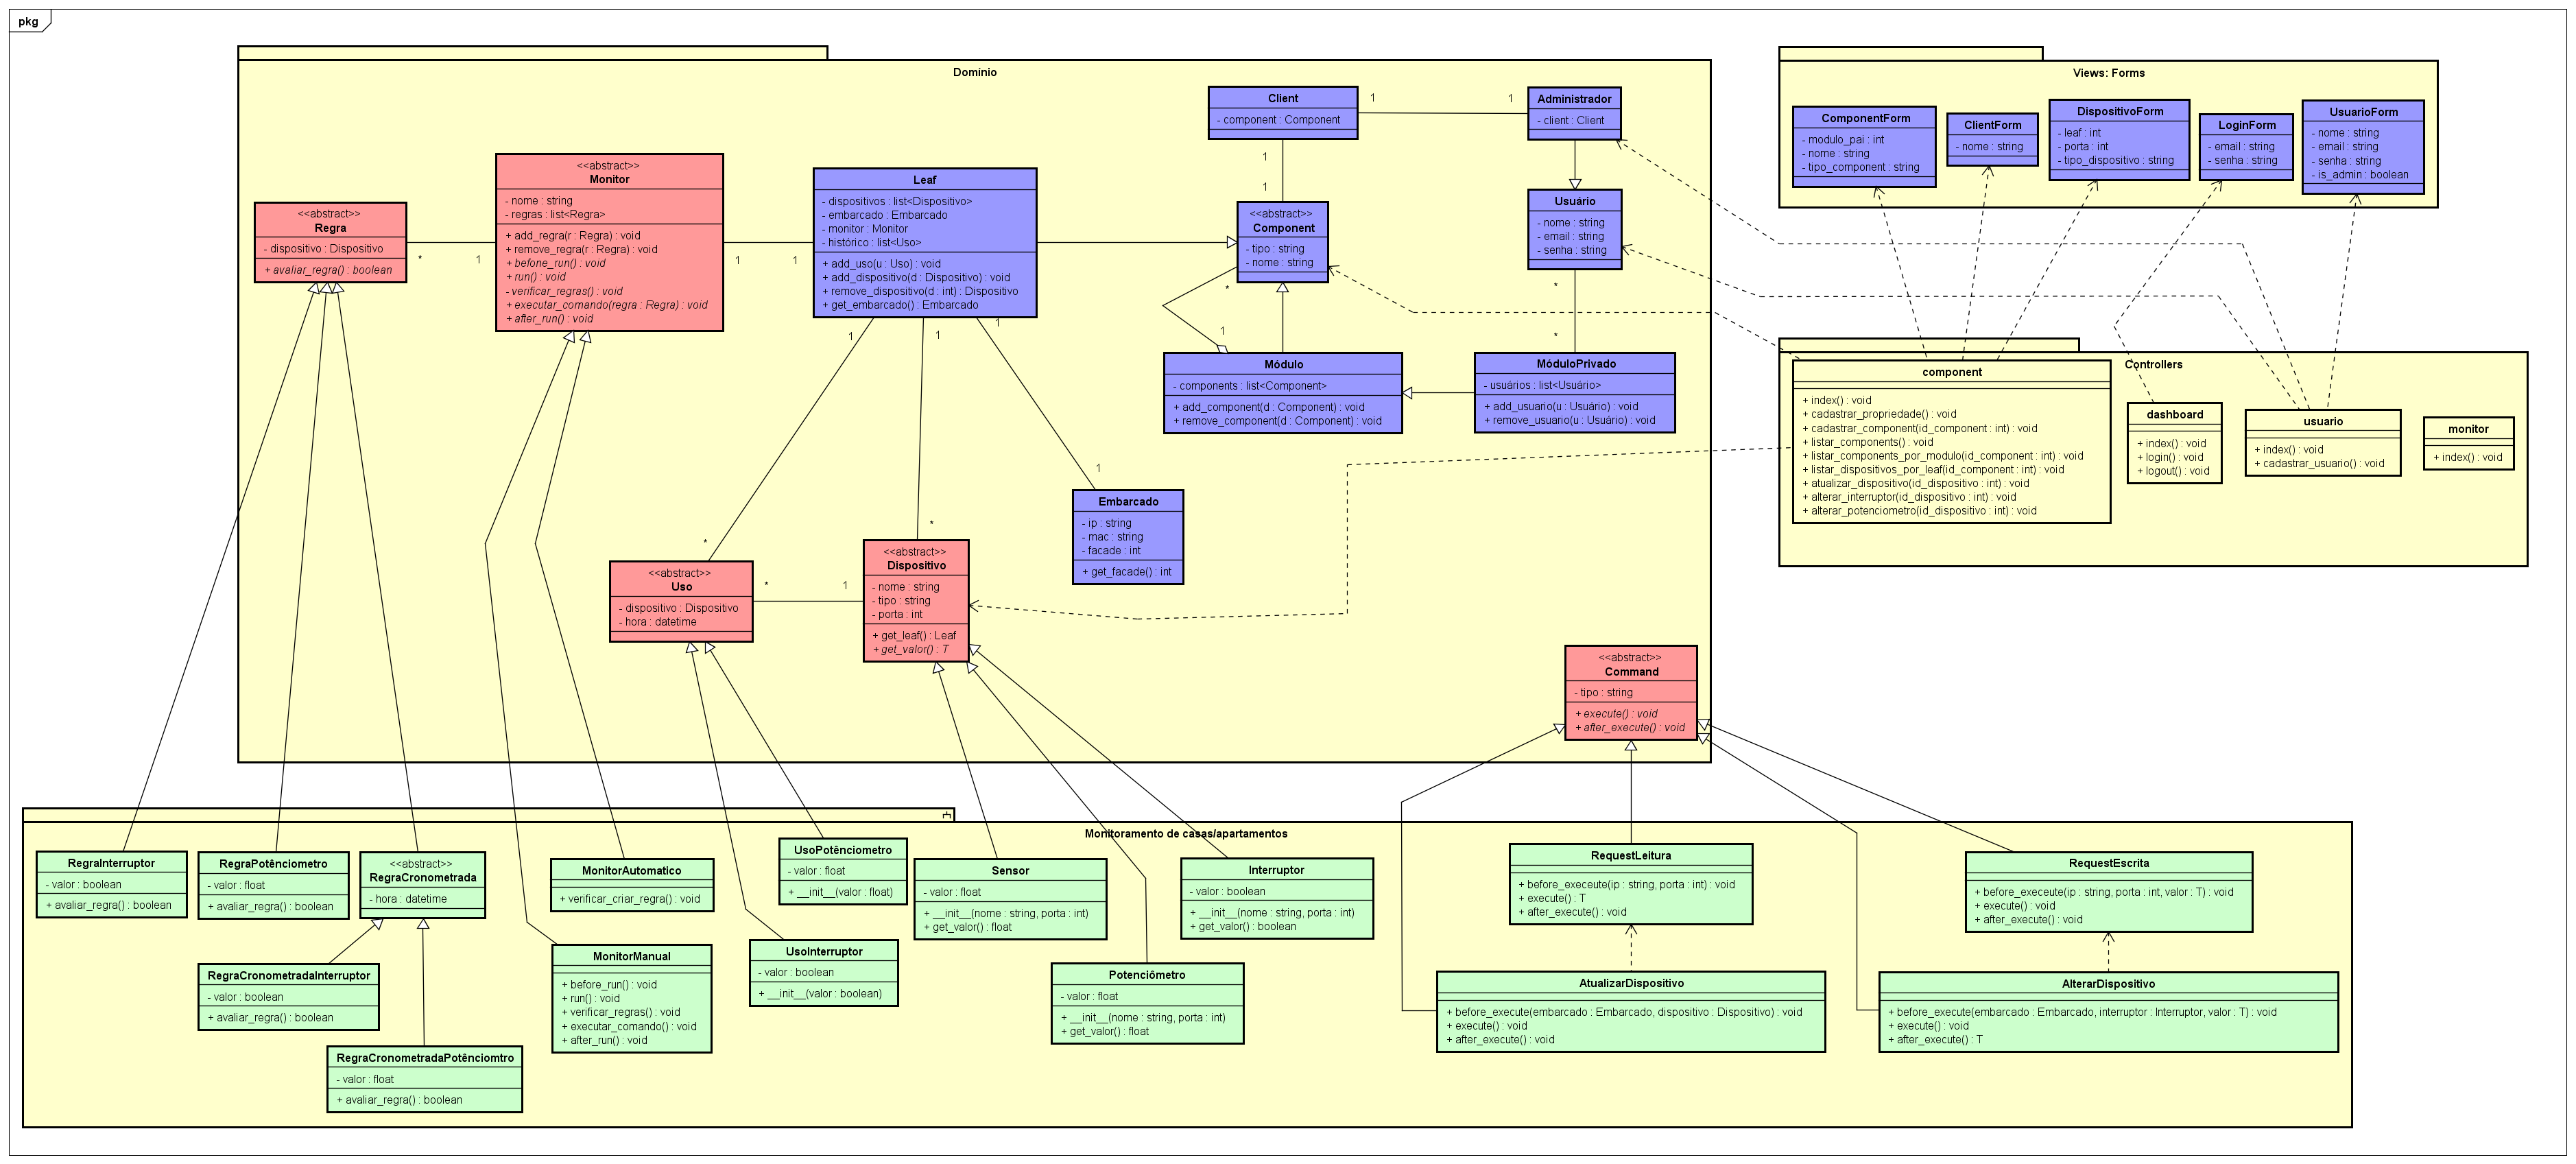 pkg
Domínio
Client
- component : Component
1
1
Administrador
- client : Client
1
1
<<abstract>>
Monitor
- nome : string
- regras : list<Regra>
+ add_regra(r : Regra) : void
+ remove_regra(r : Regra) : void
+ befone_run() : void
+ run() : void
- verificar_regras() : void
+ executar_comando(regra : Regra) : void
+ after_run() : void
<<abstract>>
Regra
- dispositivo : Dispositivo
+ avaliar_regra() : boolean
*
1
1
1
Leaf
- dispositivos : list<Dispositivo>
- embarcado : Embarcado
- monitor : Monitor
- histórico : list<Uso>
+ add_uso(u : Uso) : void
+ add_dispositivo(d : Dispositivo) : void
+ remove_dispositivo(d : int) : Dispositivo
+ get_embarcado() : Embarcado
<<abstract>>
Component
- tipo : string
- nome : string
Usuário
- nome : string
- email : string
- senha : string
*
1
*
*
1
1
1
Módulo
- components : list<Component>
+ add_component(d : Component) : void
+ remove_component(d : Component) : void
MóduloPrivado
- usuários : list<Usuário>
+ add_usuario(u : Usuário) : void
+ remove_usuario(u : Usuário) : void
1
Embarcado
- ip : string
- mac : string
- facade : int
+ get_facade() : int
*
*
<<abstract>>
Uso
- dispositivo : Dispositivo
- hora : datetime
*
1
<<abstract>>
Dispositivo
- nome : string
- tipo : string
- porta : int
+ get_leaf() : Leaf
+ get_valor() : T
<<abstract>>
Command
- tipo : string
+ execute() : void
+ after_execute() : void
Views: Forms
ComponentForm
- modulo_pai : int
- nome : string
- tipo_component : string
ClientForm
- nome : string
DispositivoForm
- leaf : int
- porta : int
- tipo_dispositivo : string
LoginForm
- email : string
- senha : string
UsuarioForm
- nome : string
- email : string
- senha : string
- is_admin : boolean
Controllers
component
+ index() : void
+ cadastrar_propriedade() : void
+ cadastrar_component(id_component : int) : void
+ listar_components() : void
+ listar_components_por_modulo(id_component : int) : void
+ listar_dispositivos_por_leaf(id_component : int) : void
+ atualizar_dispositivo(id_dispositivo : int) : void
+ alterar_interruptor(id_dispositivo : int) : void
+ alterar_potenciometro(id_dispositivo : int) : void
dashboard
+ index() : void
+ login() : void
+ logout() : void
usuario
+ index() : void
+ cadastrar_usuario() : void
monitor
+ index() : void
Monitoramento de casas/apartamentos
RegraInterruptor
- valor : boolean
+ avaliar_regra() : boolean
RegraPotênciometro
- valor : float
+ avaliar_regra() : boolean
<<abstract>>
RegraCronometrada
- hora : datetime
MonitorAutomatico
+ verificar_criar_regra() : void
UsoPotênciometro
- valor : float
+ __init__(valor : float)
Sensor
- valor : float
+ __init__(nome : string, porta : int)
+ get_valor() : float
Interruptor
- valor : boolean
+ __init__(nome : string, porta : int)
+ get_valor() : boolean
RequestLeitura
+ before_execeute(ip : string, porta : int) : void
+ execute() : T
+ after_execute() : void
RequestEscrita
+ before_execeute(ip : string, porta : int, valor : T) : void
+ execute() : void
+ after_execute() : void
RegraCronometradaInterruptor
- valor : boolean
+ avaliar_regra() : boolean
MonitorManual
+ before_run() : void
+ run() : void
+ verificar_regras() : void
+ executar_comando() : void
+ after_run() : void
UsoInterruptor
- valor : boolean
+ __init__(valor : boolean)
Potenciômetro
- valor : float
+ __init__(nome : string, porta : int)
+ get_valor() : float
AtualizarDispositivo
+ before_execute(embarcado : Embarcado, dispositivo : Dispositivo) : void
+ execute() : void
+ after_execute() : void
AlterarDispositivo
+ before_execute(embarcado : Embarcado, interruptor : Interruptor, valor : T) : void
+ execute() : void
+ after_execute() : T
RegraCronometradaPotênciomtro
- valor : float
+ avaliar_regra() : boolean